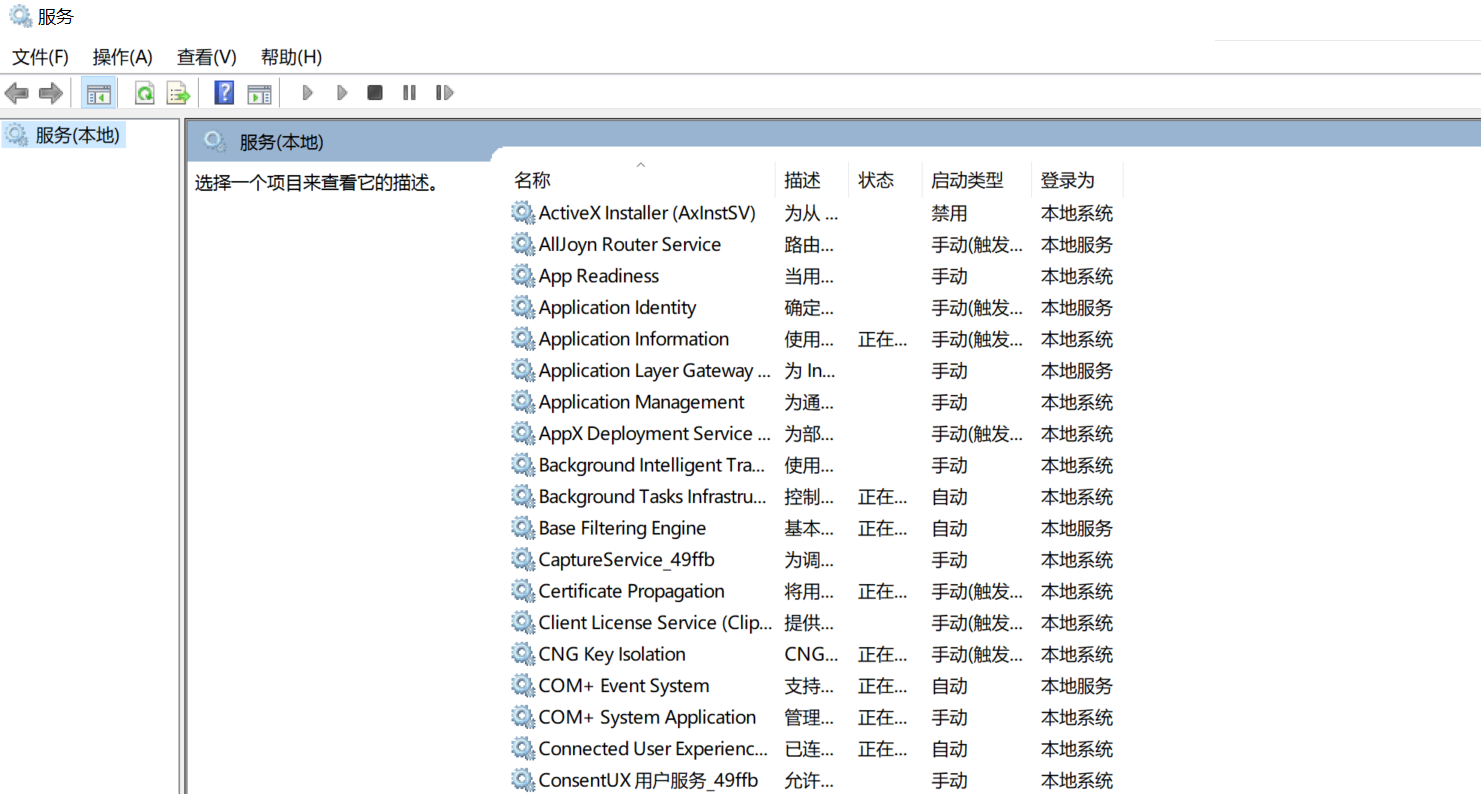 服务
文件(F) 操作(A) 查看(V) 帮助(H)
服务(本地)
服务(本地)
选择一个项目来查看它的描述。
名称 描述 状态 启动类型 登录为
ActiveX Installer (AxInstSV) 为从 ... 禁用 本地系统
AllJoyn Router Service 路由... 手动(触发... 本地服务
App Readiness 当用... 手动 本地系统
Application Identity 确定... 手动(触发... 本地服务
Application Information 使用... 正在... 手动(触发... 本地系统
Application Layer Gateway ... 为 In... 手动 本地服务
Application Management 为通... 手动 本地系统
AppX Deployment Service ... 为部... 手动(触发... 本地系统
Background Intelligent Tra... 使用... 手动 本地系统
Background Tasks Infrastru... 控制... 正在... 自动 本地系统
Base Filtering Engine 基本... 正在... 自动 本地服务
CaptureService_49ffb 为调... 手动 本地系统
Certificate Propagation 将用... 正在... 手动(触发... 本地系统
Client License Service (Clip... 提供... 手动(触发... 本地系统
CNG Key Isolation CNG... 正在... 手动(触发... 本地系统
COM+ Event System 支持... 正在... 自动 本地服务
COM+ System Application 管理... 正在... 手动 本地系统
Connected User Experienc... 已连... 正在... 自动 本地系统
ConsentUX 用户服务_49ffb 允许... 手动 本地系统